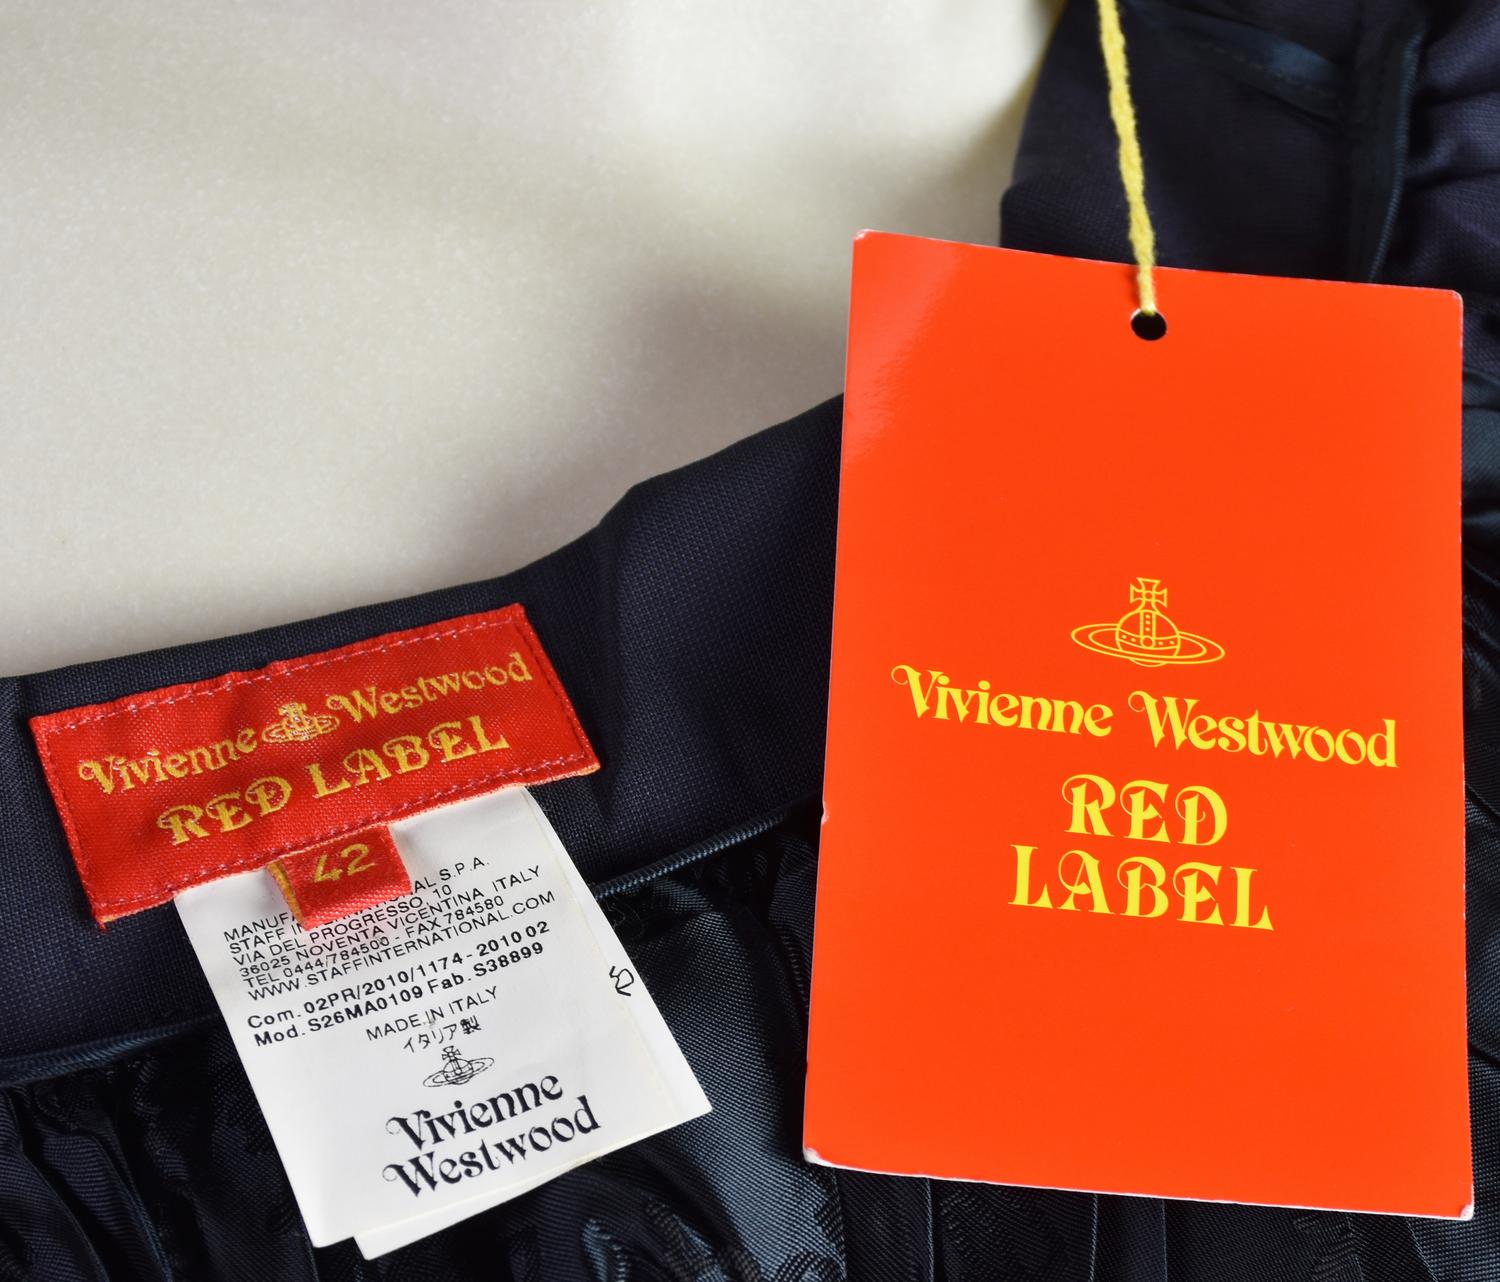 Vivienne Westwood
RED LABEL
42
MANUF
STAFF IN AL S.P.A.
VIA DEL PROGRESSO, 10
36025 NOVENTA VICENTINA ITALY
TEL 0444/784500 - FAX 784580
WWW.STAFFINTERNATIONAL.COM
Com. 02PR/2010/1174 - 2010 02
Mod. S26MA0109 Fab. S38899
MADE IN ITALY
イタリア製
Vivienne
Westwood
Vivienne Westwood
RED
LABEL